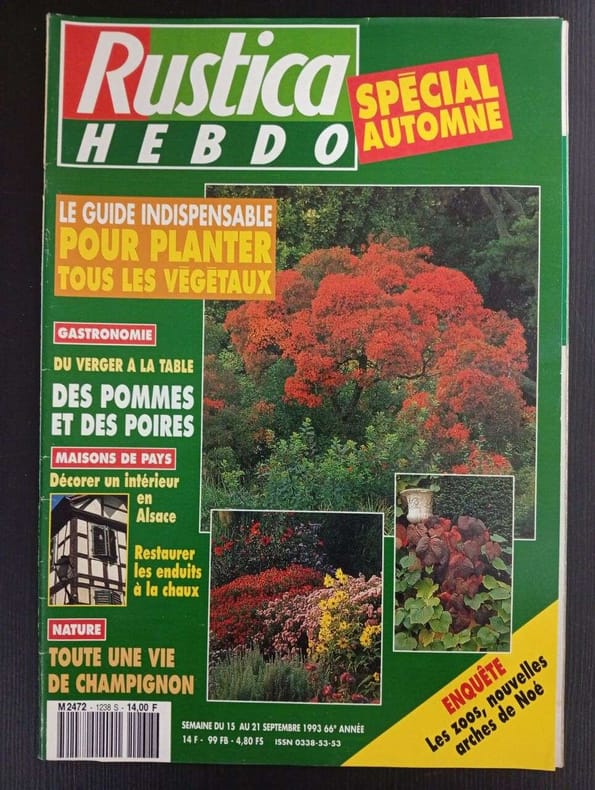 Rustica
HEBDO
SPÉCIAL
AUTOMNE
LE GUIDE INDISPENSABLE
POUR PLANTER
TOUS LES VÉGÉTAUX
GASTRONOMIE
DU VERGER A LA TABLE
DES POMMES
ET DES POIRES
MAISONS DE PAYS
Décorer un intérieur
en
Alsace
Restaurer
les enduits
à la chaux
NATURE
TOUTE UNE VIE
DE CHAMPIGNON
M 2472 - 1238 S - 14,00 F
SEMAINE DU 15 AU 21 SEPTEMBRE 1993 66e ANNÉE
14 F - 99 FB - 4,80 FS ISSN 0338-53-53
ENQUÊTE
Les zoos, nouvelles
arches de Noé